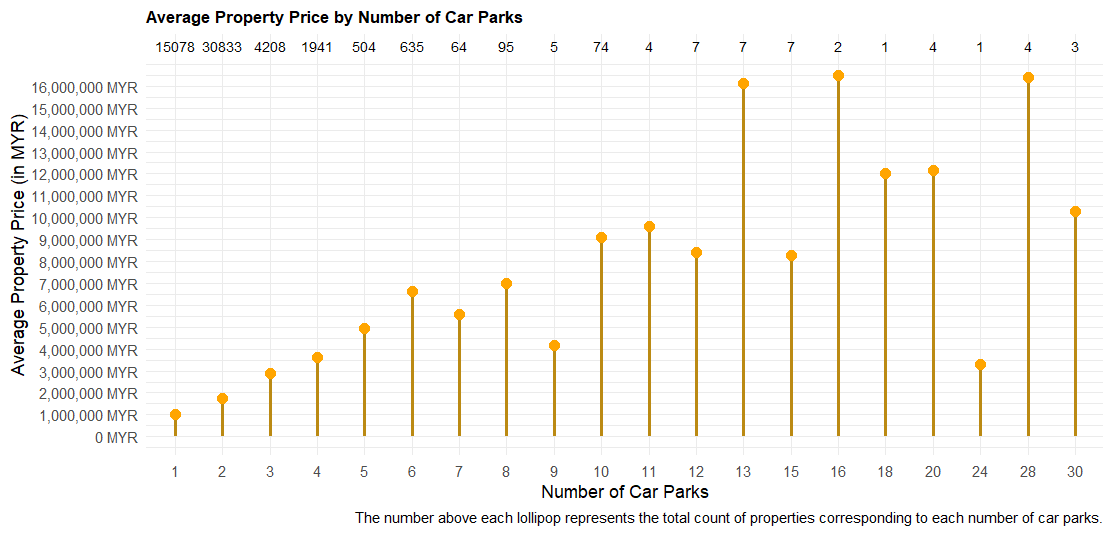 Average Property Price by Number of Car Parks
15078 30833 4208 1941 504 635 64 95 5 74 4 7 7 7 2 1 4 1 4 3
16,000,000 MYR
15,000,000 MYR
14,000,000 MYR
13,000,000 MYR
12,000,000 MYR
11,000,000 MYR
10,000,000 MYR
9,000,000 MYR
8,000,000 MYR
7,000,000 MYR
6,000,000 MYR
5,000,000 MYR
4,000,000 MYR
3,000,000 MYR
2,000,000 MYR
1,000,000 MYR
0 MYR
Average Property Price (in MYR)
1 2 3 4 5 6 7 8 9 10 11 12 13 15 16 18 20 24 28 30
Number of Car Parks
The number above each lollipop represents the total count of properties corresponding to each number of car parks.